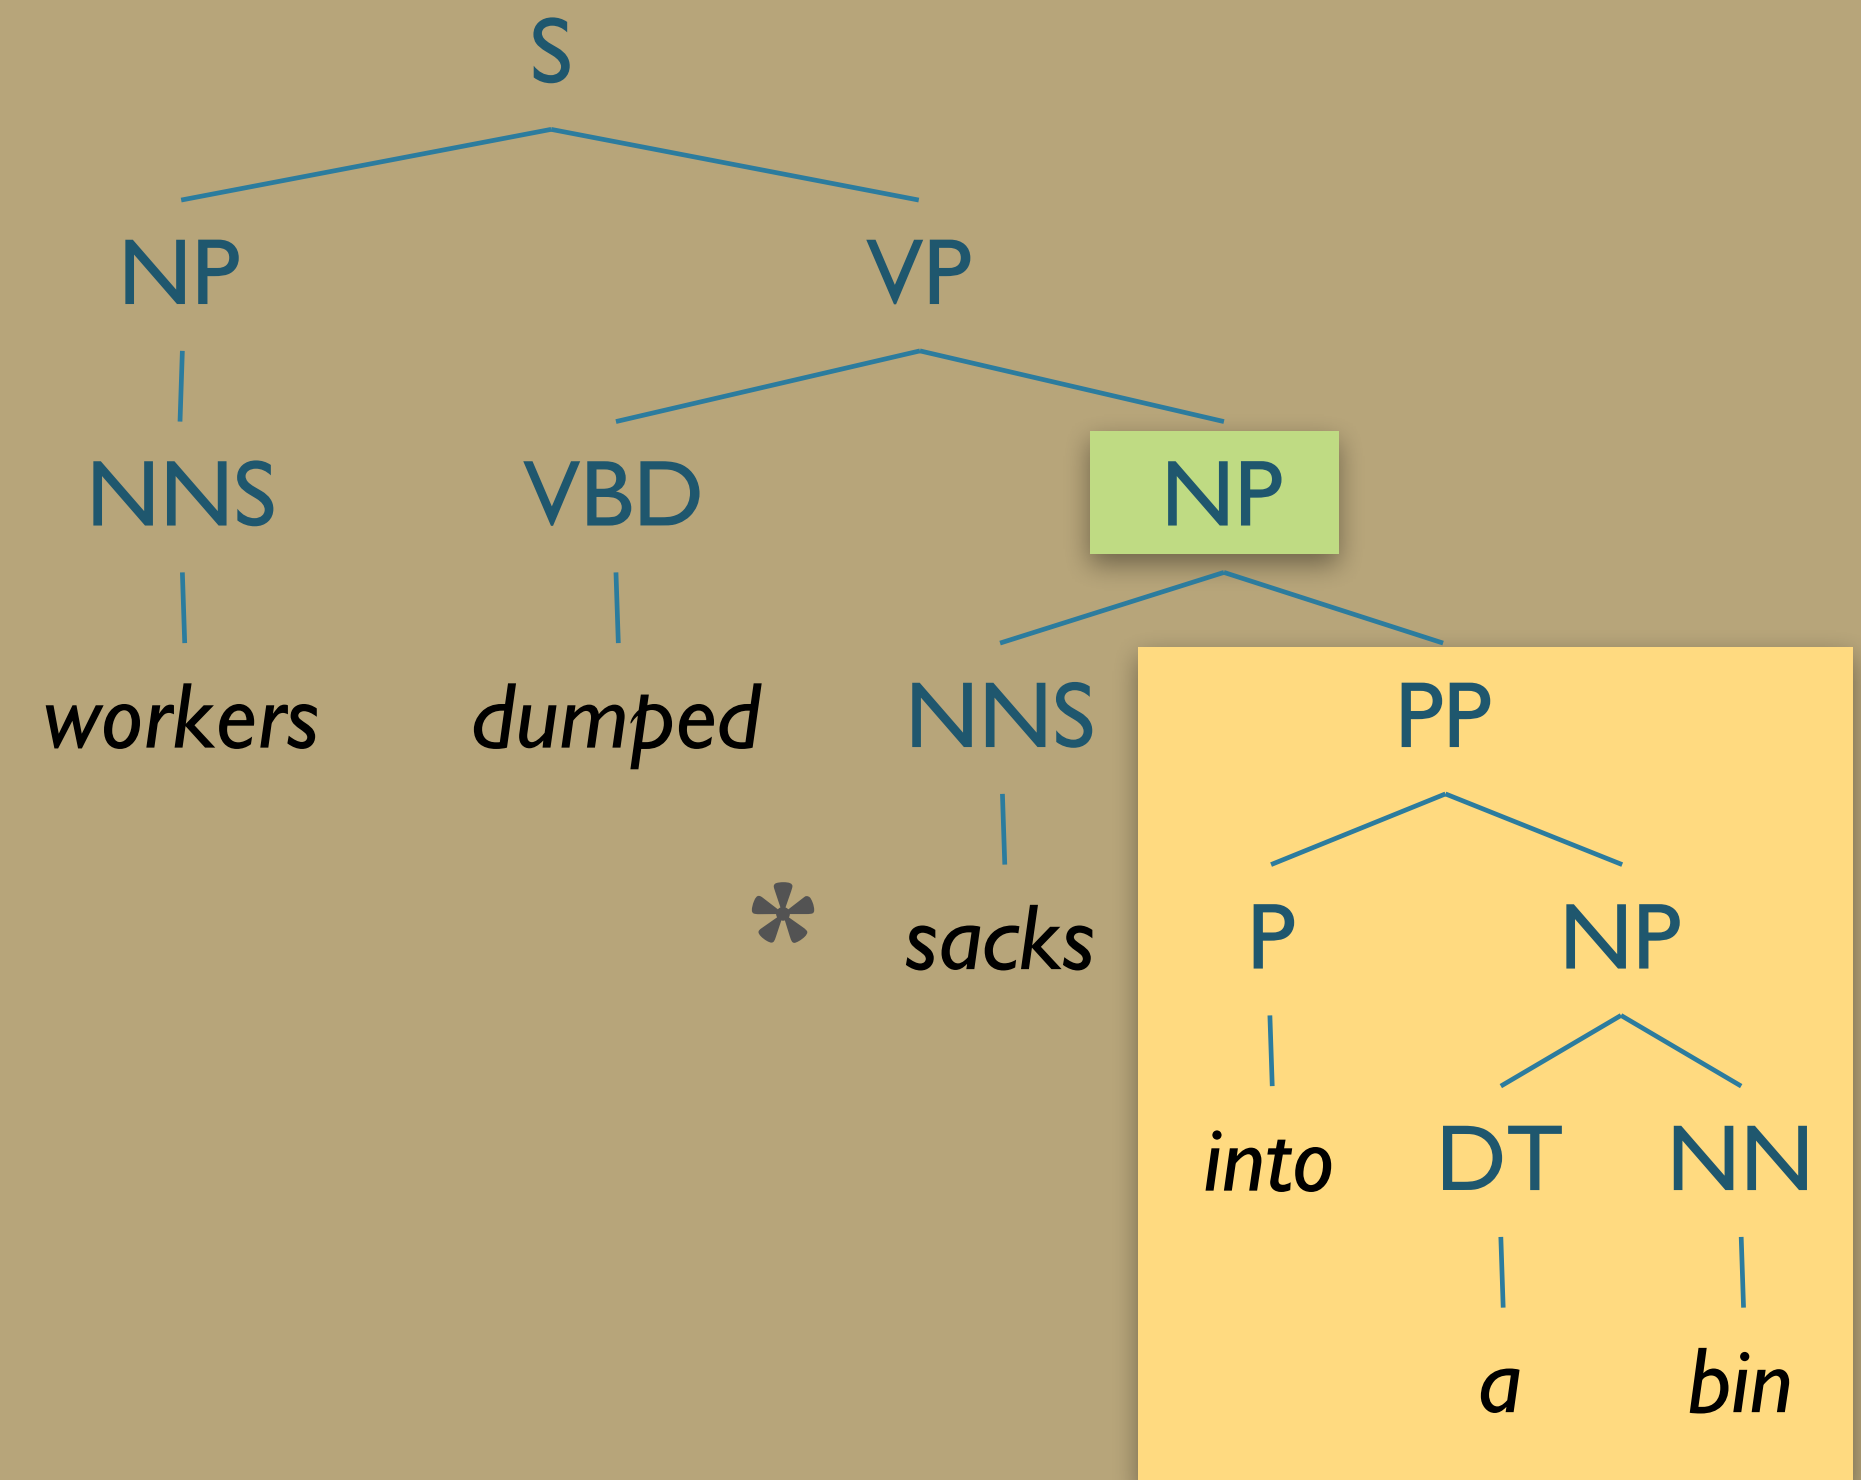 S
NP VP
NNS VBD NP
workers dumped NNS PP
* sacks P NP
into DT NN
a bin